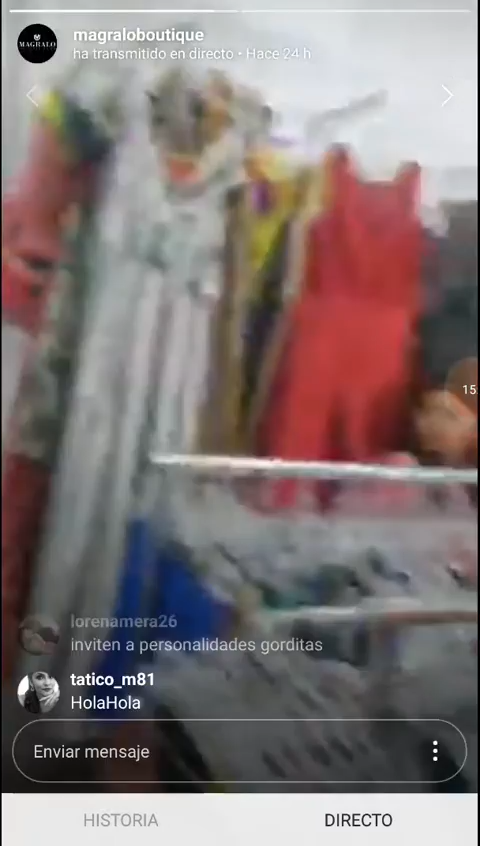 magraloboutique
ha transmitido en directo • Hace 24 h
MAGRALO
15
lorenamera26
inviten a personalidades gorditas
tatico_m81
HolaHola
Enviar mensaje
HISTORIA
DIRECTO